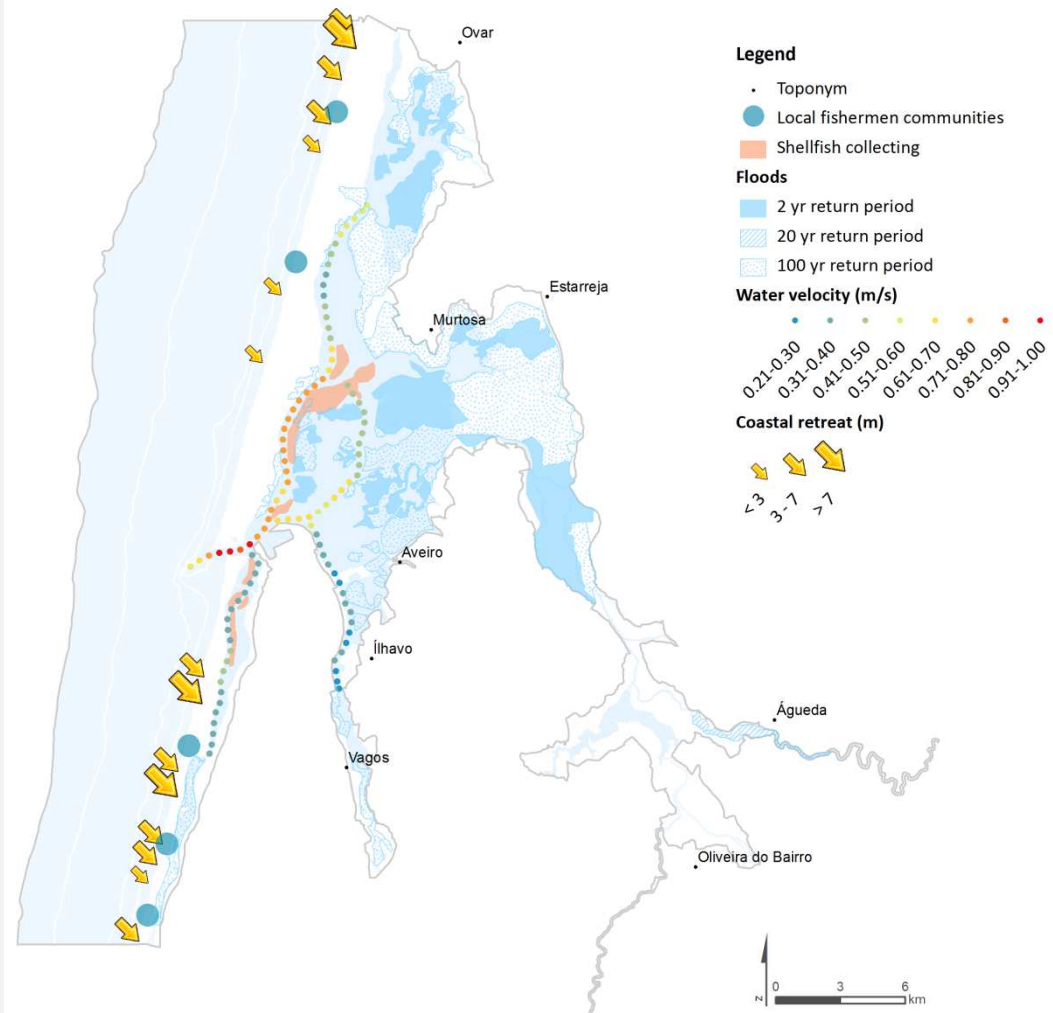 Ovar
Estarreja
Murtosa
Aveiro
Ílhavo
Águeda
Vagos
Oliveira do Bairro
Legend
Toponym
Local fishermen communities
Shellfish collecting
Floods
2 yr return period
20 yr return period
100 yr return period
Water velocity (m/s)
0.21-0.30
0.31-0.40
0.41-0.50
0.51-0.60
0.61-0.70
0.71-0.80
0.81-0.90
0.91-1.00
Coastal retreat (m)
< 3
3 - 7
> 7
N
0 3 6
km